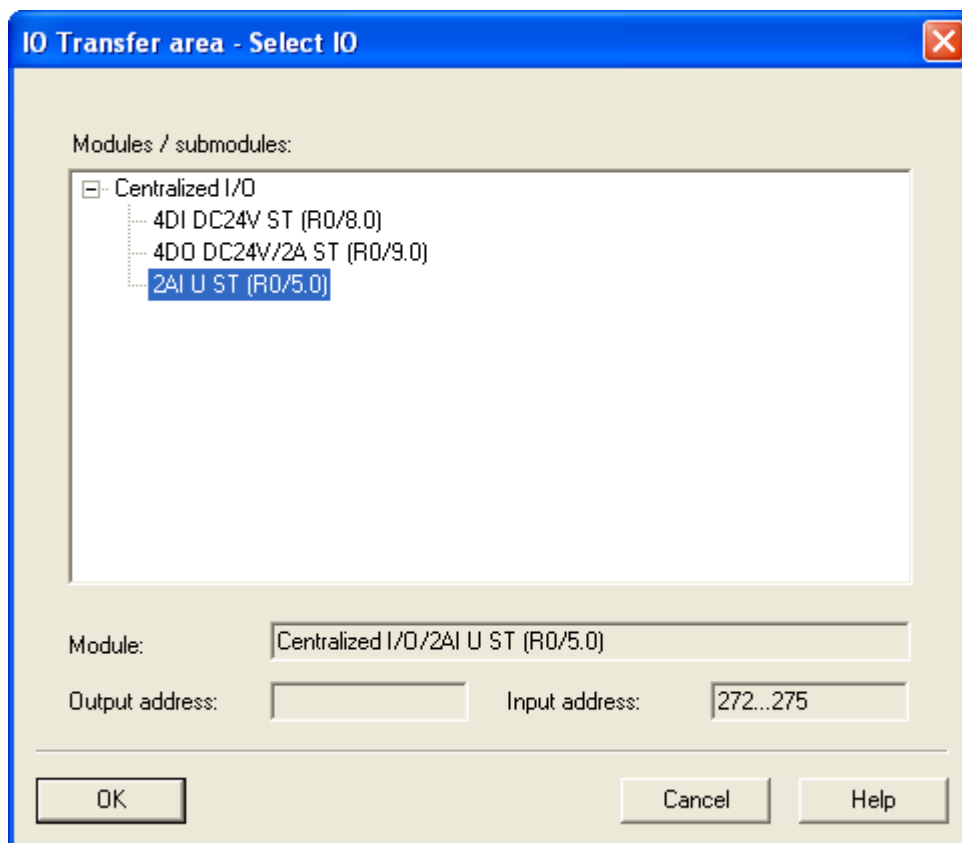 IO Transfer area - Select IO
Modules / submodules:
Centralized I/O
4DI DC24V ST (R0/8.0)
4DO DC24V/2A ST (R0/9.0)
2AI U ST (R0/5.0)
Module: Centralized I/O/2AI U ST (R0/5.0)
Output address: Input address: 272...275
OK Cancel Help